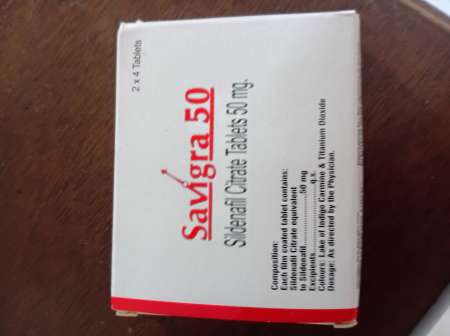 2 x 4 Tablets
Savigra 50
Sildenafil Citrate Tablets 50 mg.
Composition:
Each film coated tablet contains:
Sildenafil Citrate equivalent
to Sildenafil....................50 mg
Excipients.......................q.s.
Colours: Lake of Indigo Carmine & Titanium Dioxide
Dosage: As directed by the Physician.